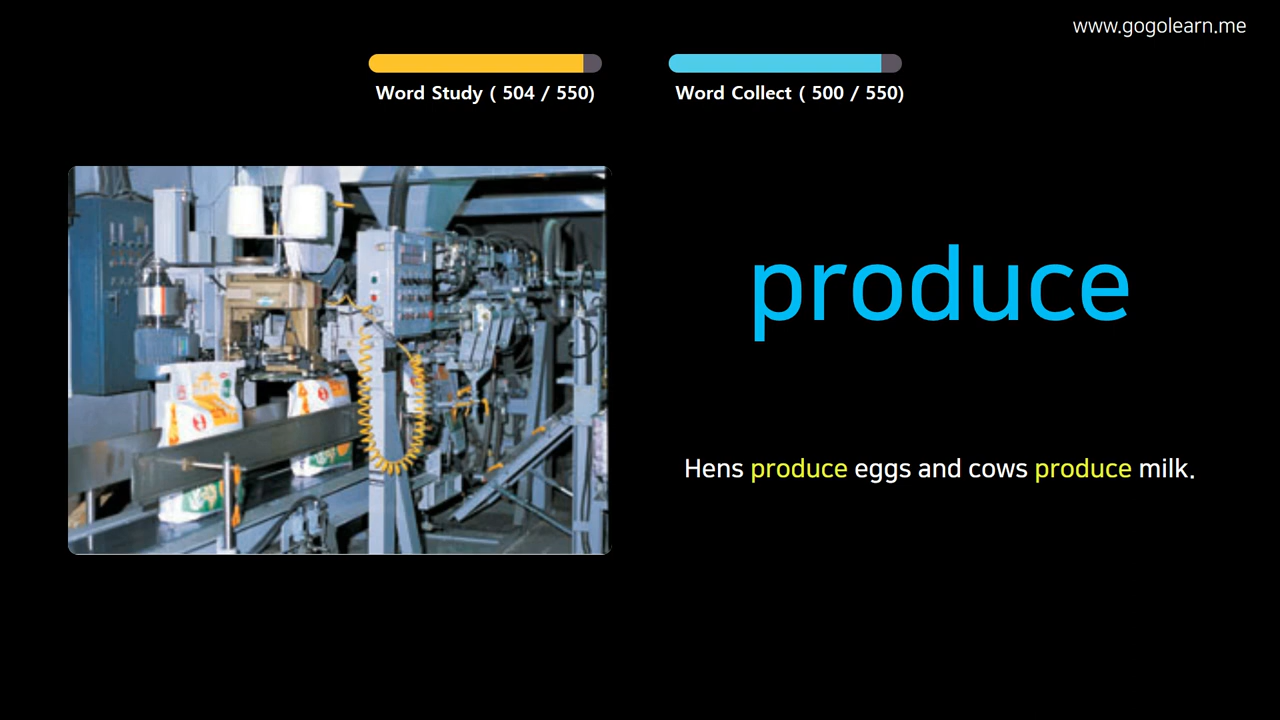 www.gogolearn.me
Word Study ( 504 / 550)
Word Collect ( 500 / 550)
produce
Hens produce eggs and cows produce milk.